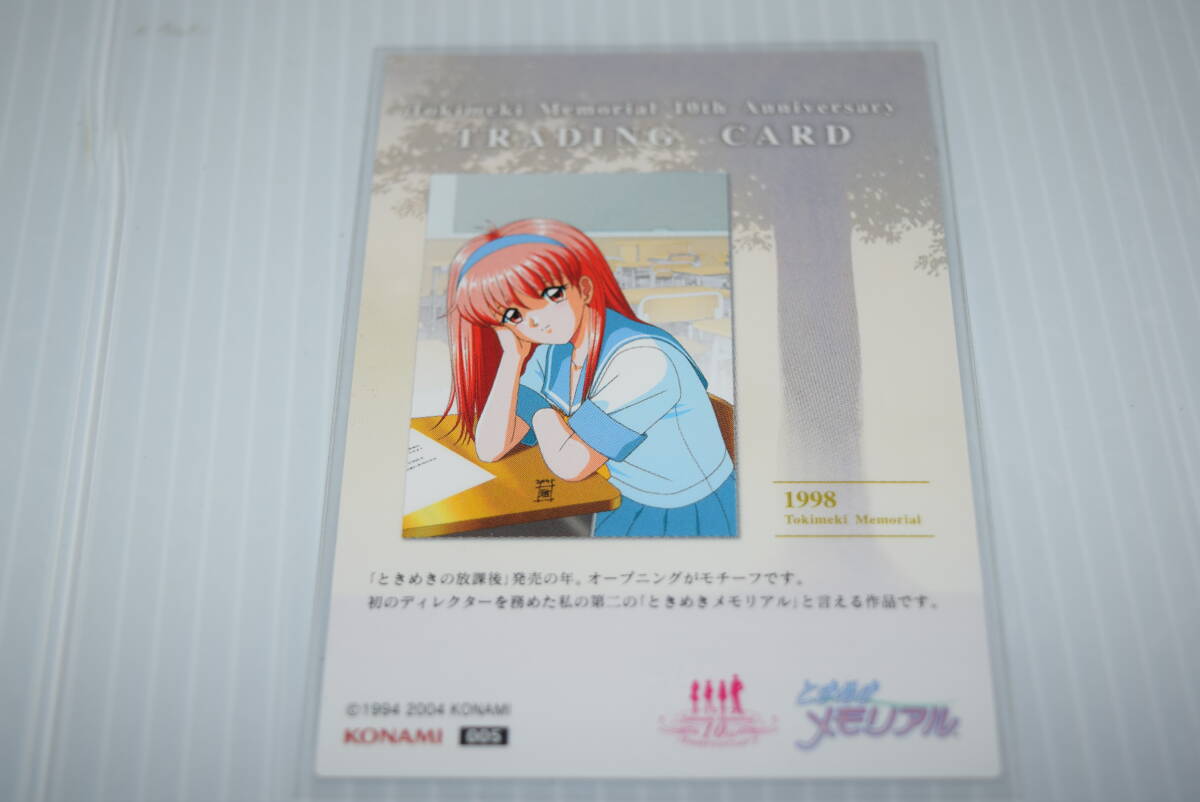 Tokimeki Memorial 10th Anniversary
TRADING CARD
1998
Tokimeki Memorial
「ときめきの放課後」発売の年。オープニングがモチーフです。
初のディレクターを務めた私の第二の「ときめきメモリアル」と言える作品です。
©1994 2004 KONAMI
KONAMI 005
10
ときめき
メモリアル